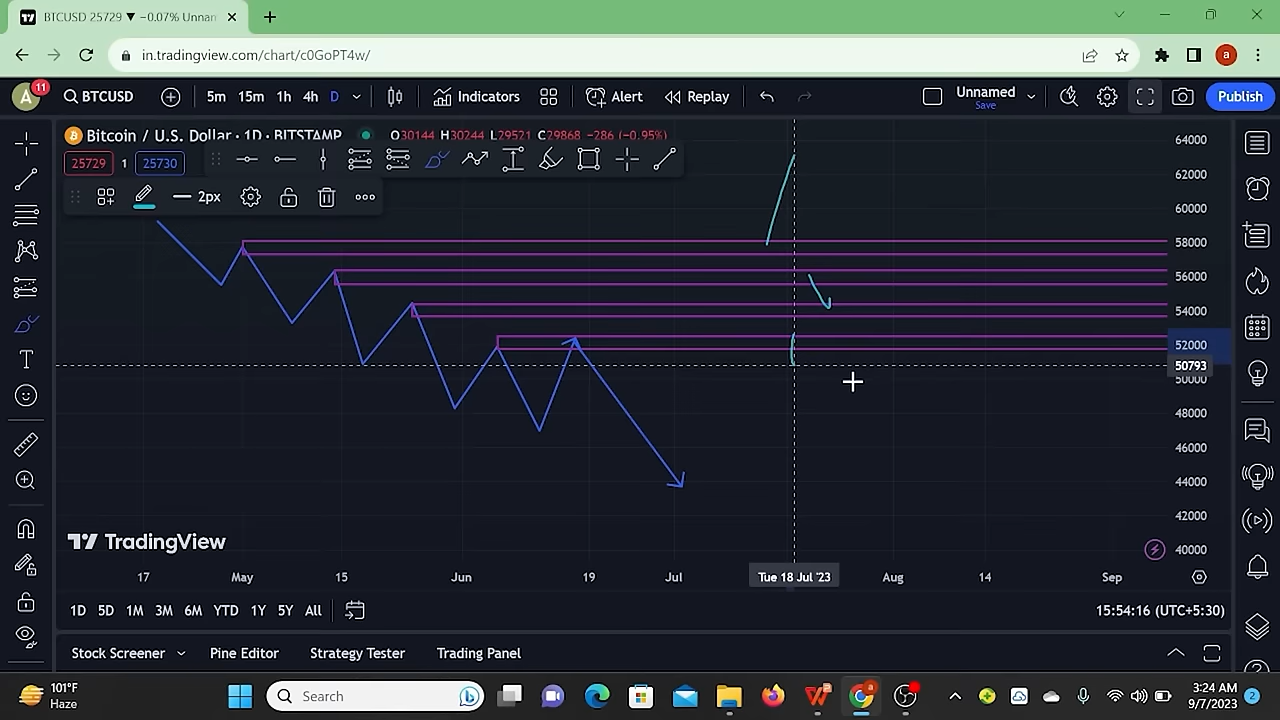 BTCUSD 25729 ▼ −0.07% Unnan
in.tradingview.com/chart/c0GoPT4w/
a
A
11
BTCUSD
5m 15m 1h 4h D
Indicators
Alert
Replay
Unnamed
Save
Publish
Bitcoin / U.S. Dollar · 1D · BITSTAMP
O30144 H30744 L29521 C29868 −286 (−0.95%)
25729 1 25730
2px
64000
62000
60000
58000
56000
54000
52000
50793
50000
48000
46000
44000
42000
40000
TradingView
17 May 15 Jun 19 Jul Tue 18 Jul '23 Aug 14 Sep
1D 5D 1M 3M 6M YTD 1Y 5Y All
15:54:16 (UTC+5:30)
Stock Screener Pine Editor Strategy Tester Trading Panel
101°F
Haze
Search
3:24 AM
9/7/2023
2